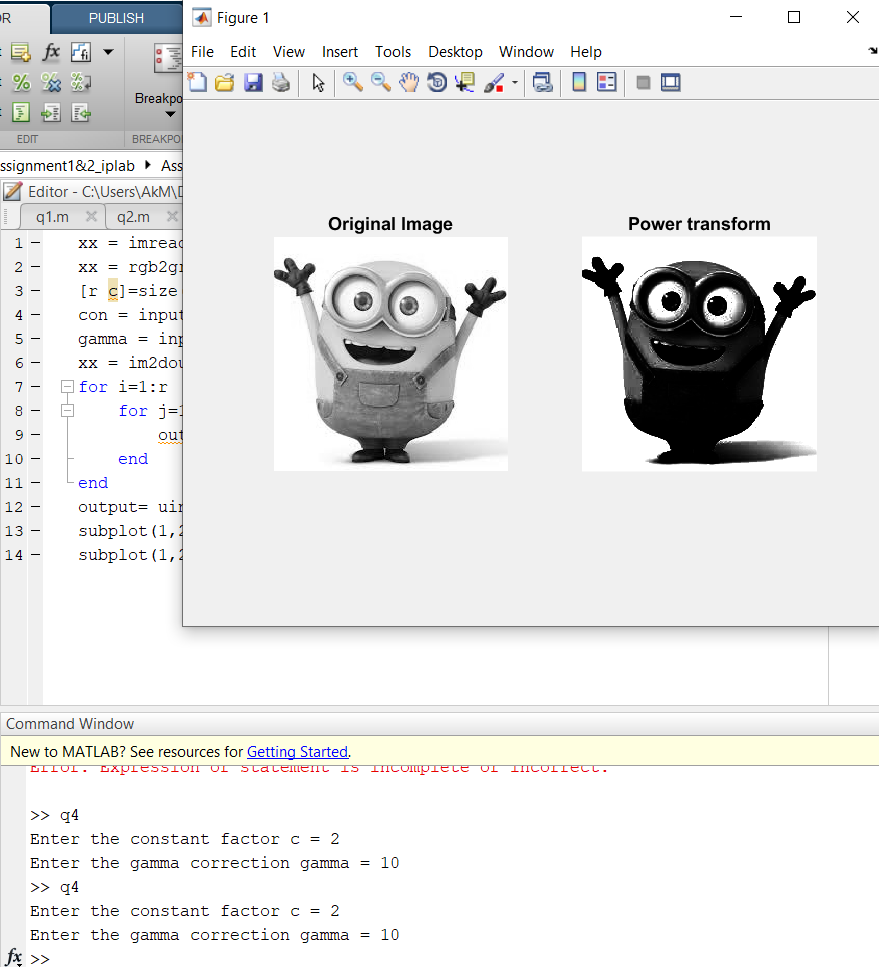 R PUBLISH
Figure 1
File Edit View Insert Tools Desktop Window Help
fx fi
Breakpo
EDIT BREAKPO
ssignment1&2_iplab Ass
Editor - C:\Users\AkM\D
q1.m q2.m
Original Image Power transform
1 xx = imread
2 xx = rgb2gr
3 [r c]=size
4 con = input
5 gamma = inp
6 xx = im2dou
7 for i=1:r
8 for j=1
9 out
10 end
11 end
12 output= uin
13 subplot(1,2
14 subplot(1,2
Command Window
New to MATLAB? See resources for Getting Started.
Error: Expression or statement is incomplete or incorrect.
>> q4
Enter the constant factor c = 2
Enter the gamma correction gamma = 10
>> q4
Enter the constant factor c = 2
Enter the gamma correction gamma = 10
fx >>